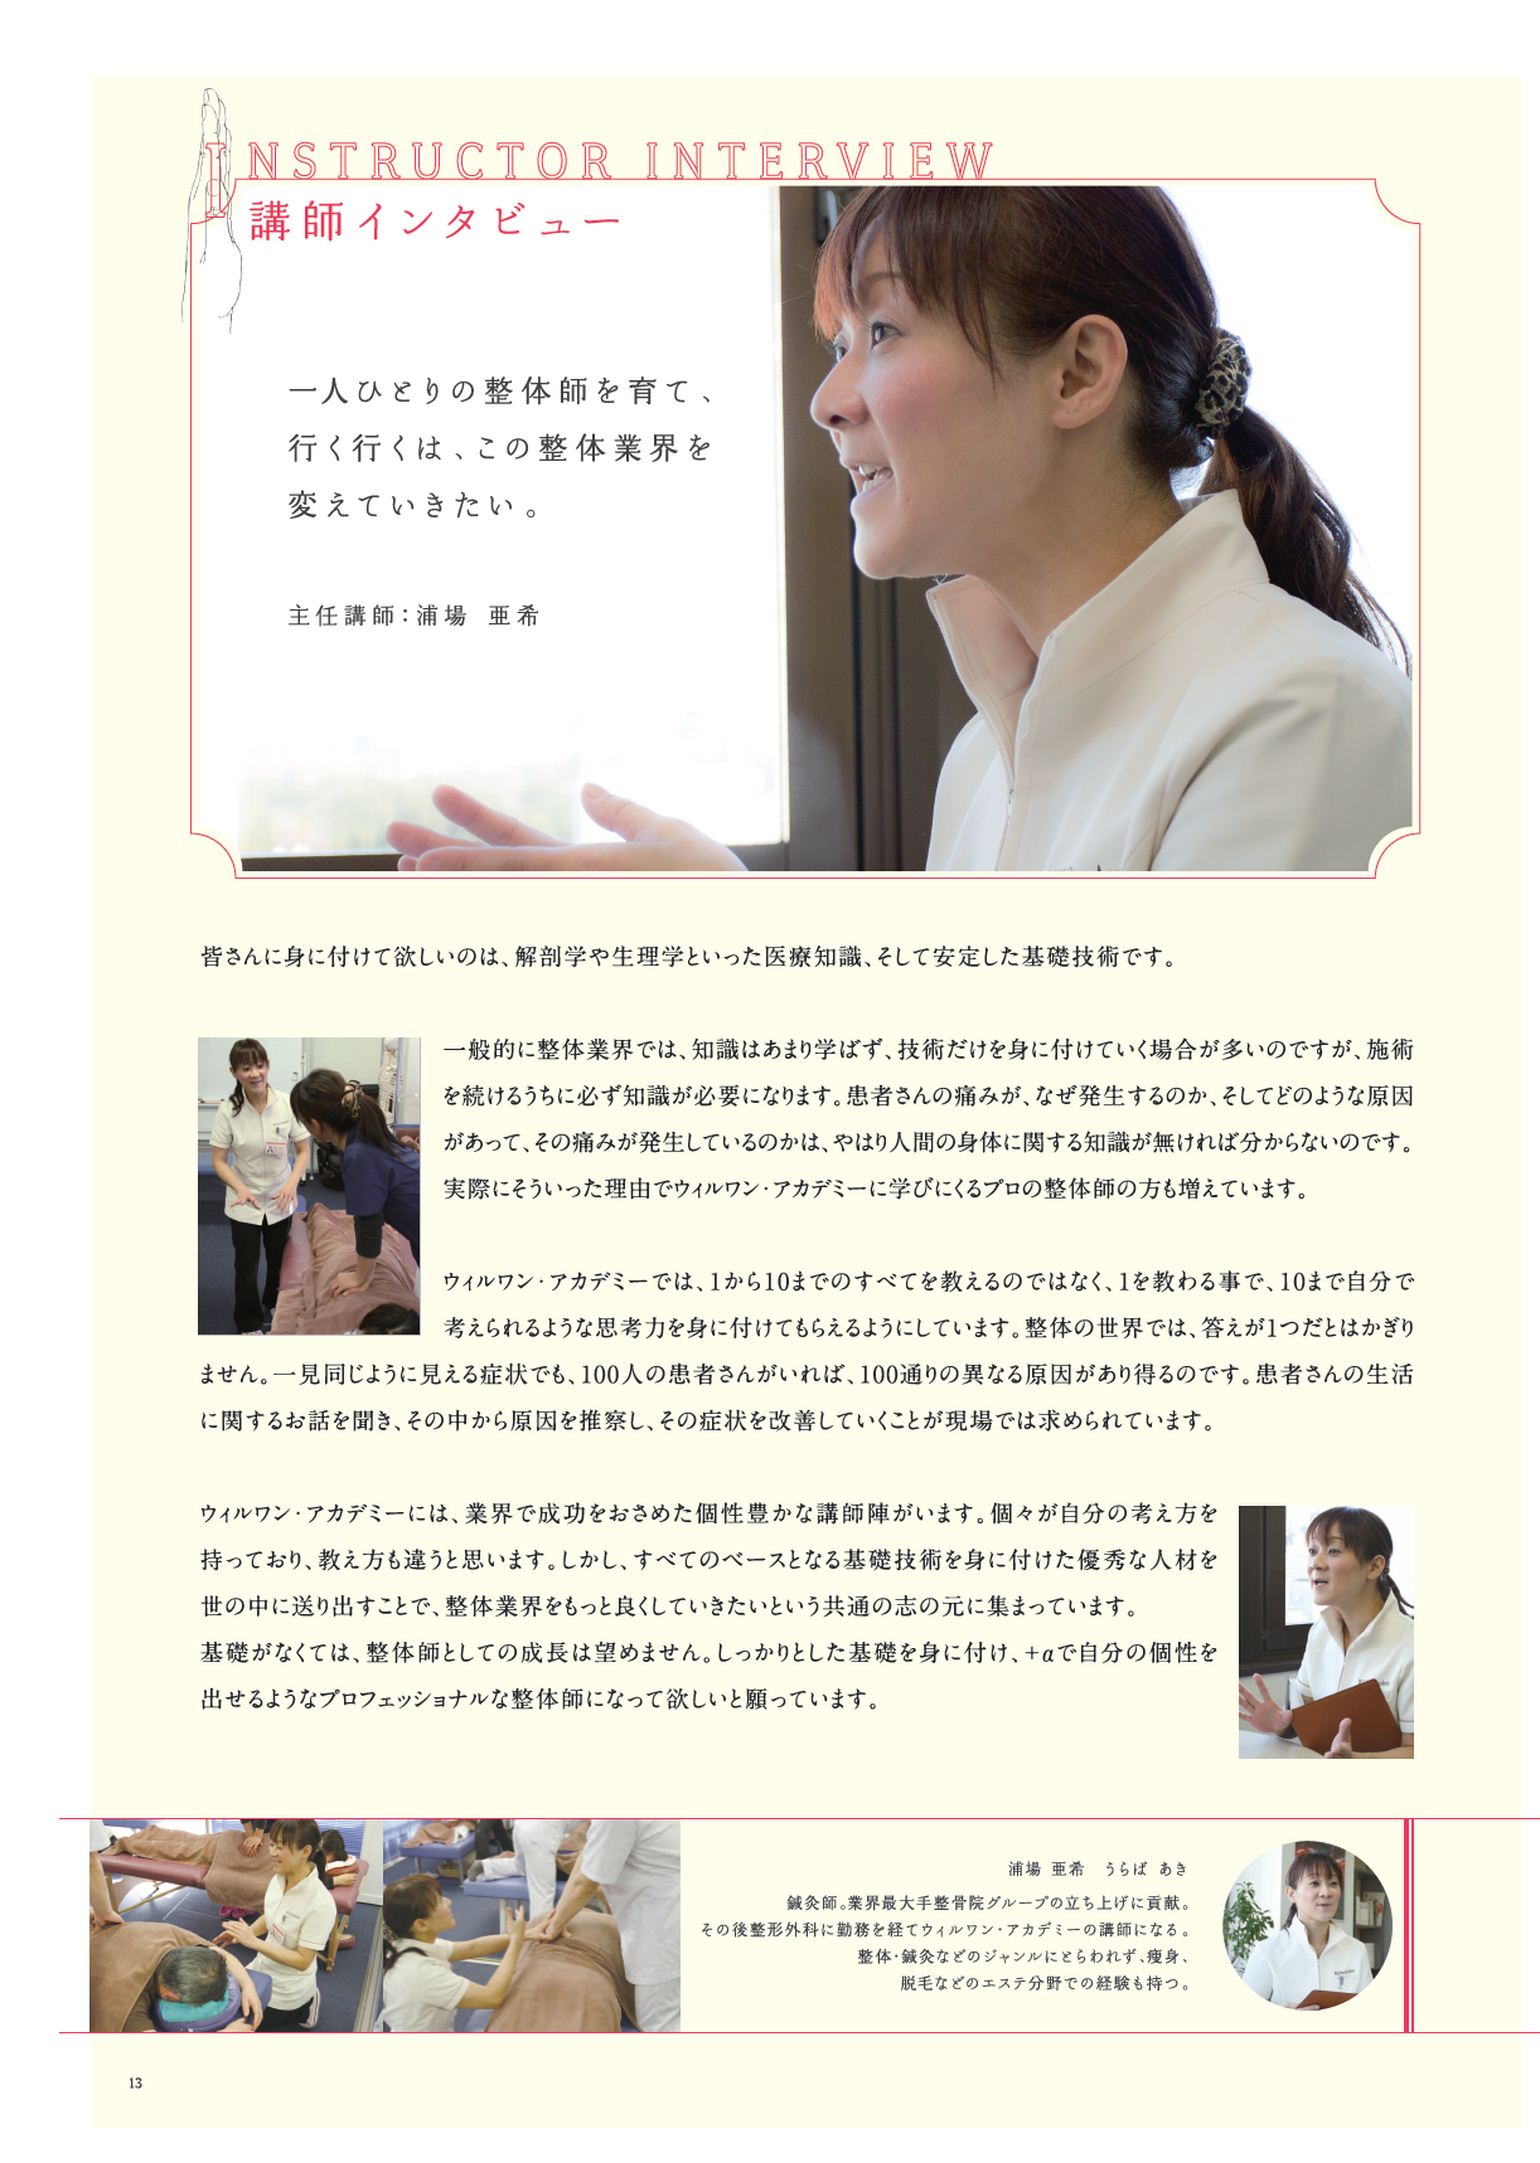 INSTRUCTOR INTERVIEW
講師インタビュー
一人ひとりの整体師を育て、
行く行くは、この整体業界を
変えていきたい。
主任講師：浦場　亜希
皆さんに身に付けて欲しいのは、解剖学や生理学といった医療知識、そして安定した基礎技術です。
一般的に整体業界では、知識はあまり学ばず、技術だけを身に付けていく場合が多いのですが、施術
を続けるうちに必ず知識が必要になります。患者さんの痛みが、なぜ発生するのか、そしてどのような原因
があって、その痛みが発生しているのかは、やはり人間の身体に関する知識が無ければ分からないのです。
実際にそういった理由でウィルワン・アカデミーに学びにくるプロの整体師の方も増えています。
ウィルワン・アカデミーでは、1から10までのすべてを教えるのではなく、1を教わる事で、10まで自分で
考えられるような思考力を身に付けてもらえるようにしています。整体の世界では、答えが1つだとはかぎり
ません。一見同じように見える症状でも、100人の患者さんがいれば、100通りの異なる原因があり得るのです。患者さんの生活
に関するお話を聞き、その中から原因を推察し、その症状を改善していくことが現場では求められています。
ウィルワン・アカデミーには、業界で成功をおさめた個性豊かな講師陣がいます。個々が自分の考え方を
持っており、教え方も違うと思います。しかし、すべてのベースとなる基礎技術を身に付けた優秀な人材を
世の中に送り出すことで、整体業界をもっと良くしていきたいという共通の志の元に集まっています。
基礎がなくては、整体師としての成長は望めません。しっかりとした基礎を身に付け、+αで自分の個性を
出せるようなプロフェッショナルな整体師になって欲しいと願っています。
浦場 亜希　うらば あき
鍼灸師。業界最大手整骨院グループの立ち上げに貢献。
その後整形外科に勤務を経てウィルワン・アカデミーの講師になる。
整体・鍼灸などのジャンルにとらわれず、痩身、
脱毛などのエステ分野での経験も持つ。
13